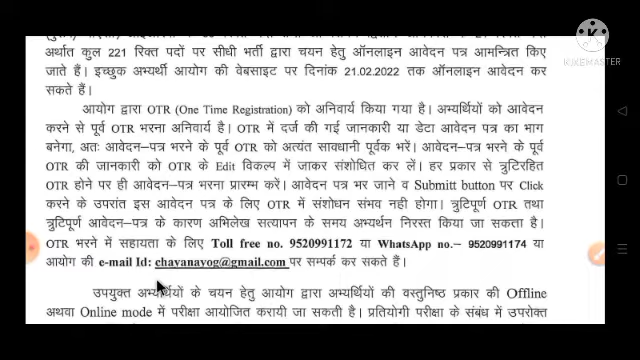 अर्थात कुल 221 रिक्त पदों पर सीधी भर्ती द्वारा चयन हेतु ऑनलाइन आवेदन पत्र आमन्त्रित किए
जाते हैं। इच्छुक अभ्यर्थी आयोग की वेबसाइट पर दिनांक 21.02.2022 तक ऑनलाइन आवेदन कर
सकते हैं।
आयोग द्वारा OTR (One Time Registration) को अनिवार्य किया गया है। अभ्यर्थियों को आवेदन
करने से पूर्व OTR भरना अनिवार्य है। OTR में दर्ज की गई जानकारी या डेटा आवेदन पत्र का भाग
बनेगा, अतः आवेदन–पत्र भरने के पूर्व OTR को अत्यंत सावधानी पूर्वक भरें। आवेदन–पत्र भरने के पूर्व
OTR की जानकारी को OTR के Edit विकल्प में जाकर संशोधित कर लें। हर प्रकार से त्रुटिरहित
OTR होने पर ही आवेदन–पत्र भरना प्रारम्भ करें। आवेदन पत्र भर जाने व Submitt button पर Click
करने के उपरांत इस आवेदन पत्र के लिए OTR में संशोधन संभव नही होगा। त्रुटिपूर्ण OTR तथा
त्रुटिपूर्ण आवेदन–पत्र के कारण अभिलेख सत्यापन के समय अभ्यर्थन निरस्त किया जा सकता है।
OTR भरने में सहायता के लिए Toll free no. 9520991172 या WhatsApp no.– 9520991174 या
आयोग की e-mail Id: chayanayog@gmail.com पर सम्पर्क कर सकते हैं।
उपयुक्त अभ्यर्थियों के चयन हेतु आयोग द्वारा अभ्यर्थियों की वस्तुनिष्ठ प्रकार की Offline
अथवा Online mode में परीक्षा आयोजित करायी जा सकती है। प्रतियोगी परीक्षा के संबंध में उपरोक्त
KINEMASTER